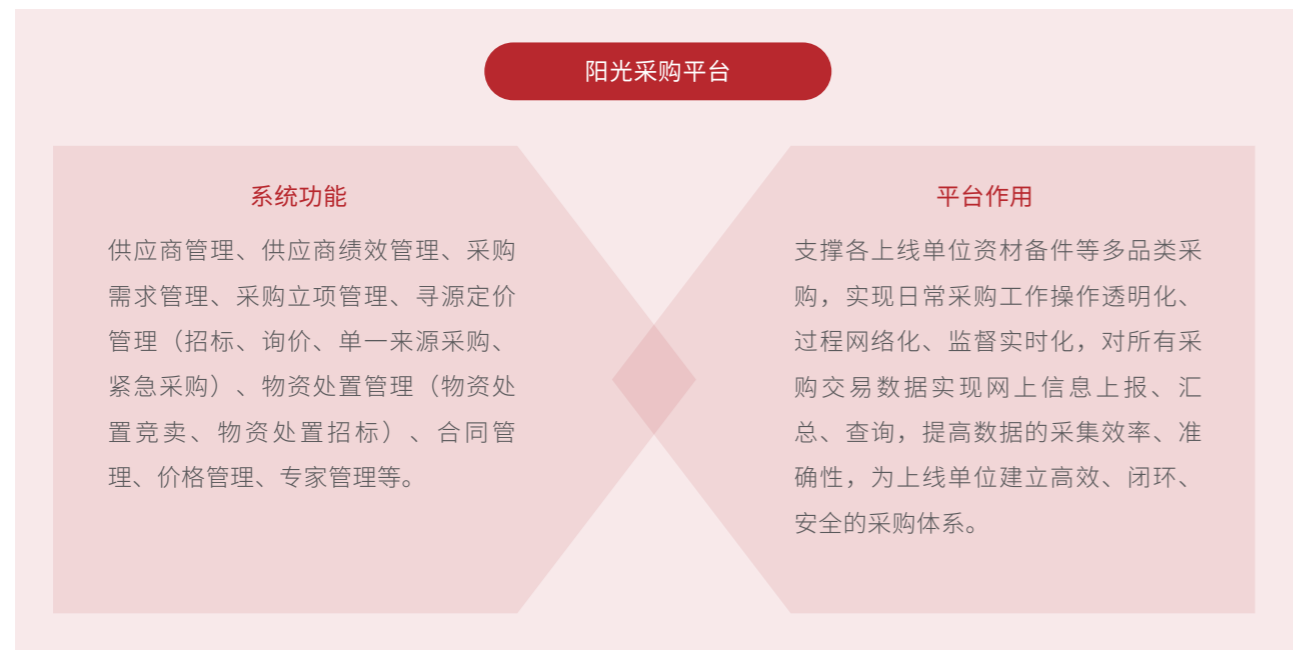 阳光采购平台
系统功能
供应商管理、供应商绩效管理、采购
需求管理、采购立项管理、寻源定价
管理（招标、询价、单一来源采购、
紧急采购）、物资处置管理（物资处
置竞卖、物资处置招标）、合同管
理、价格管理、专家管理等。
平台作用
支撑各上线单位资材备件等多品类采
购，实现日常采购工作操作透明化、
过程网络化、监督实时化，对所有采
购交易数据实现网上信息上报、汇
总、查询，提高数据的采集效率、准
确性，为上线单位建立高效、闭环、
安全的采购体系。